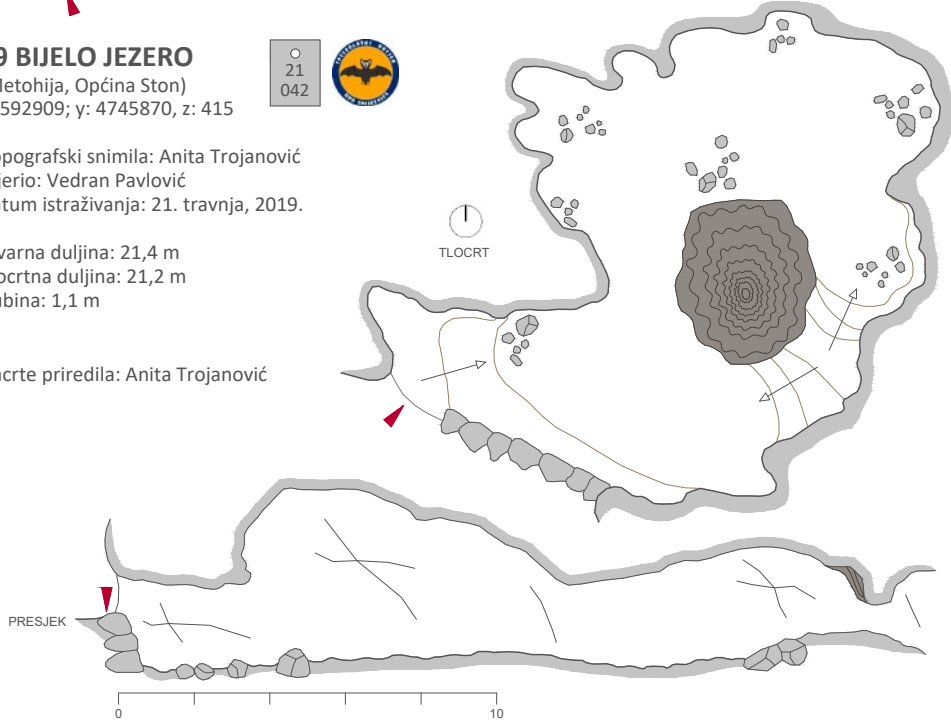 9 BIJELO JEZERO
Metohija, Općina Ston)
592909; y: 4745870, z: 415
opografski snimila: Anita Trojanović
jerio: Vedran Pavlović
tum istraživanja: 21. travnja, 2019.
varna duljina: 21,4 m
ocrtna duljina: 21,2 m
ubina: 1,1 m
crte priredila: Anita Trojanović
21
042
TLOCRT
PRESJEK
0
10